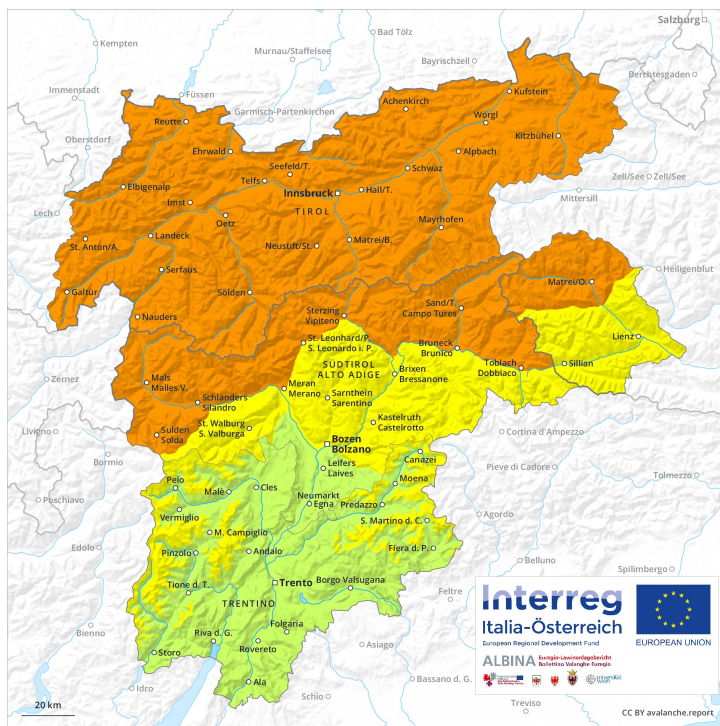 Salzburg
Bad Tölz
Kempten
Murnau/Staffelsee
Bayrischzell
Berchtesgaden
Immenstadt
Füssen
Garmisch-Partenkirchen
Achenkirch
Kufstein
Reutte
Wörgl
Oberstdorf
Ehrwald
Kitzbühel
Alpbach
Seefeld/T.
Schwaz
Telfs
Zell/See
Zell/See
Elbigenalp
Innsbruck
Hall/T.
Mittersill
Imst
Lech
TIROL
Oetz
Mayrhofen
St. Anton/A.
Landeck
Neustift/St.
Matrei/B.
Heiligenblut
Serfaus
Matrei/O.
Galtür
Sölden
Nauders
Sterzing
Vipiteno
Sand/T.
Campo Tures
Lienz
St. Leonhard/P.
S. Leonardo i. P.
Bruneck
Brunico
Sillian
Toblach
Dobbiaco
SÜDTIROL
ALTO ADIGE
Brixen
Bressanone
Zernez
Mals
Malles V.
Meran
Merano
Schlanders
Silandro
Sarnthein
Sarentino
St. Walburg
S. Valburga
Kastelruth
Castelrotto
Livigno
Sulden
Solda
Bozen
Bolzano
Cortina d'Ampezzo
Canazei
Bormio
Leifers
Laives
Pieve di Cadore
Tolmezzo
Peio
Moena
Malè
Cles
Poschiavo
Neumarkt
Egna
Predazzo
Vermiglio
Agordo
S. Martino d. C.
M. Campiglio
Edolo
Pinzolo
Andalo
Fiera d. P.
Belluno
Spilimbergo
Trento
Borgo Valsugana
Tione d. T.
Feltre
TRENTINO
Folgaria
Bienno
Riva d. G.
Rovereto
Asiago
Storo
Bassano d. G.
Idro
Ala
Schio
Treviso
20 km
Interreg
Italia-Österreich
European Regional Development Fund
EUROPEAN UNION
ALBINA
Euregio-Lawinenlagebericht
Bollettino Valanghe Euregio
CC BY avalanche.report